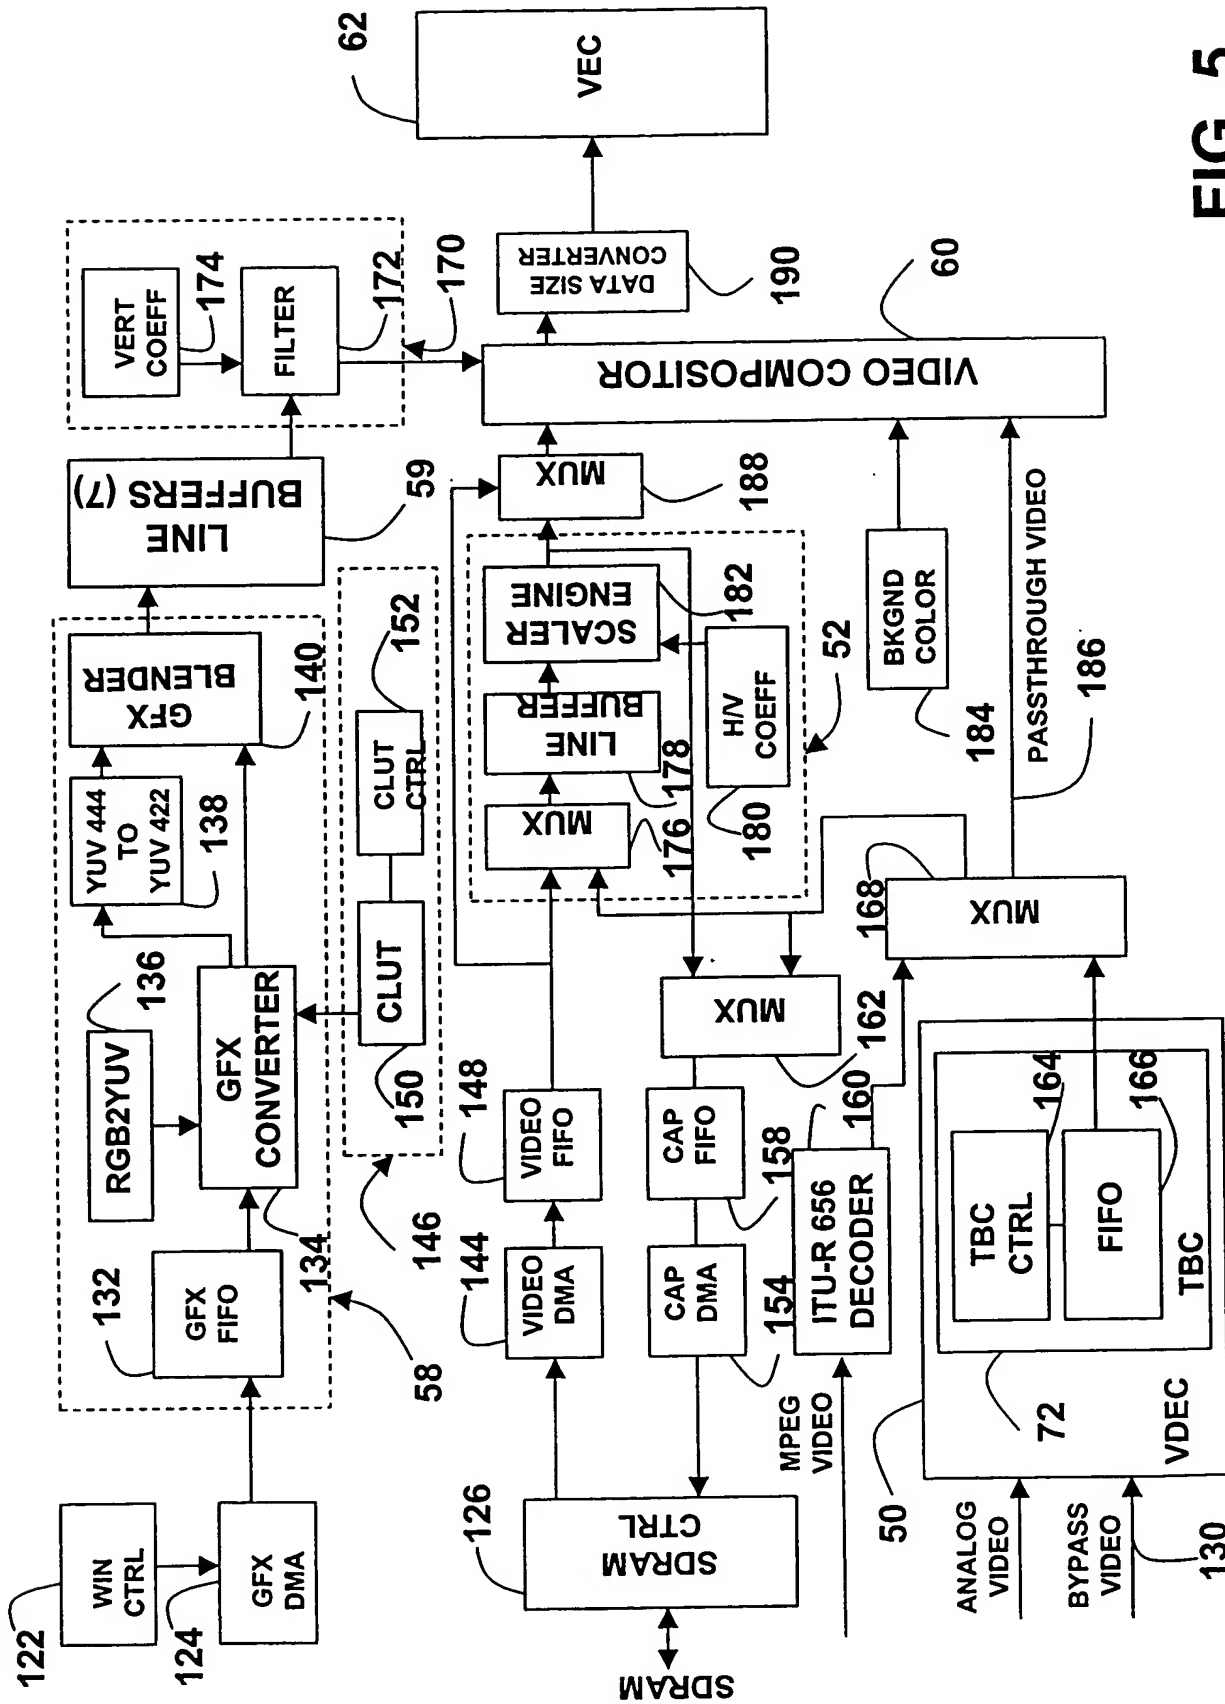 122
WIN
CTRL
124
GFX
DMA
132
GFX
FIFO
RGB2YUV
136
134
GFX
CONVERTER
58
YUV 444
TO
YUV 422
138
GFX
BLENDER
140
LINE
BUFFERS (7)
59
VERT
COEFF
174
FILTER
172
170
146
CLUT
150
CLUT
CTRL
152
SDRAM
126
SDRAM
CTRL
144
VIDEO
DMA
148
VIDEO
FIFO
CAP
DMA
154
CAP
FIFO
158
MUX
162
MUX
176
LINE
BUFFER
178
SCALER
ENGINE
182
H/V
COEFF
180
52
MUX
188
VIDEO COMPOSITOR
60
DATA SIZE
CONVERTER
190
VEC
62
MPEG
VIDEO
ITU-R 656
DECODER
160
MUX
168
BKGND
COLOR
184
PASSTHROUGH VIDEO
186
ANALOG
VIDEO
BYPASS
VIDEO
130
50
VDEC
72
TBC
TBC
CTRL
164
FIFO
166
FIG. 5